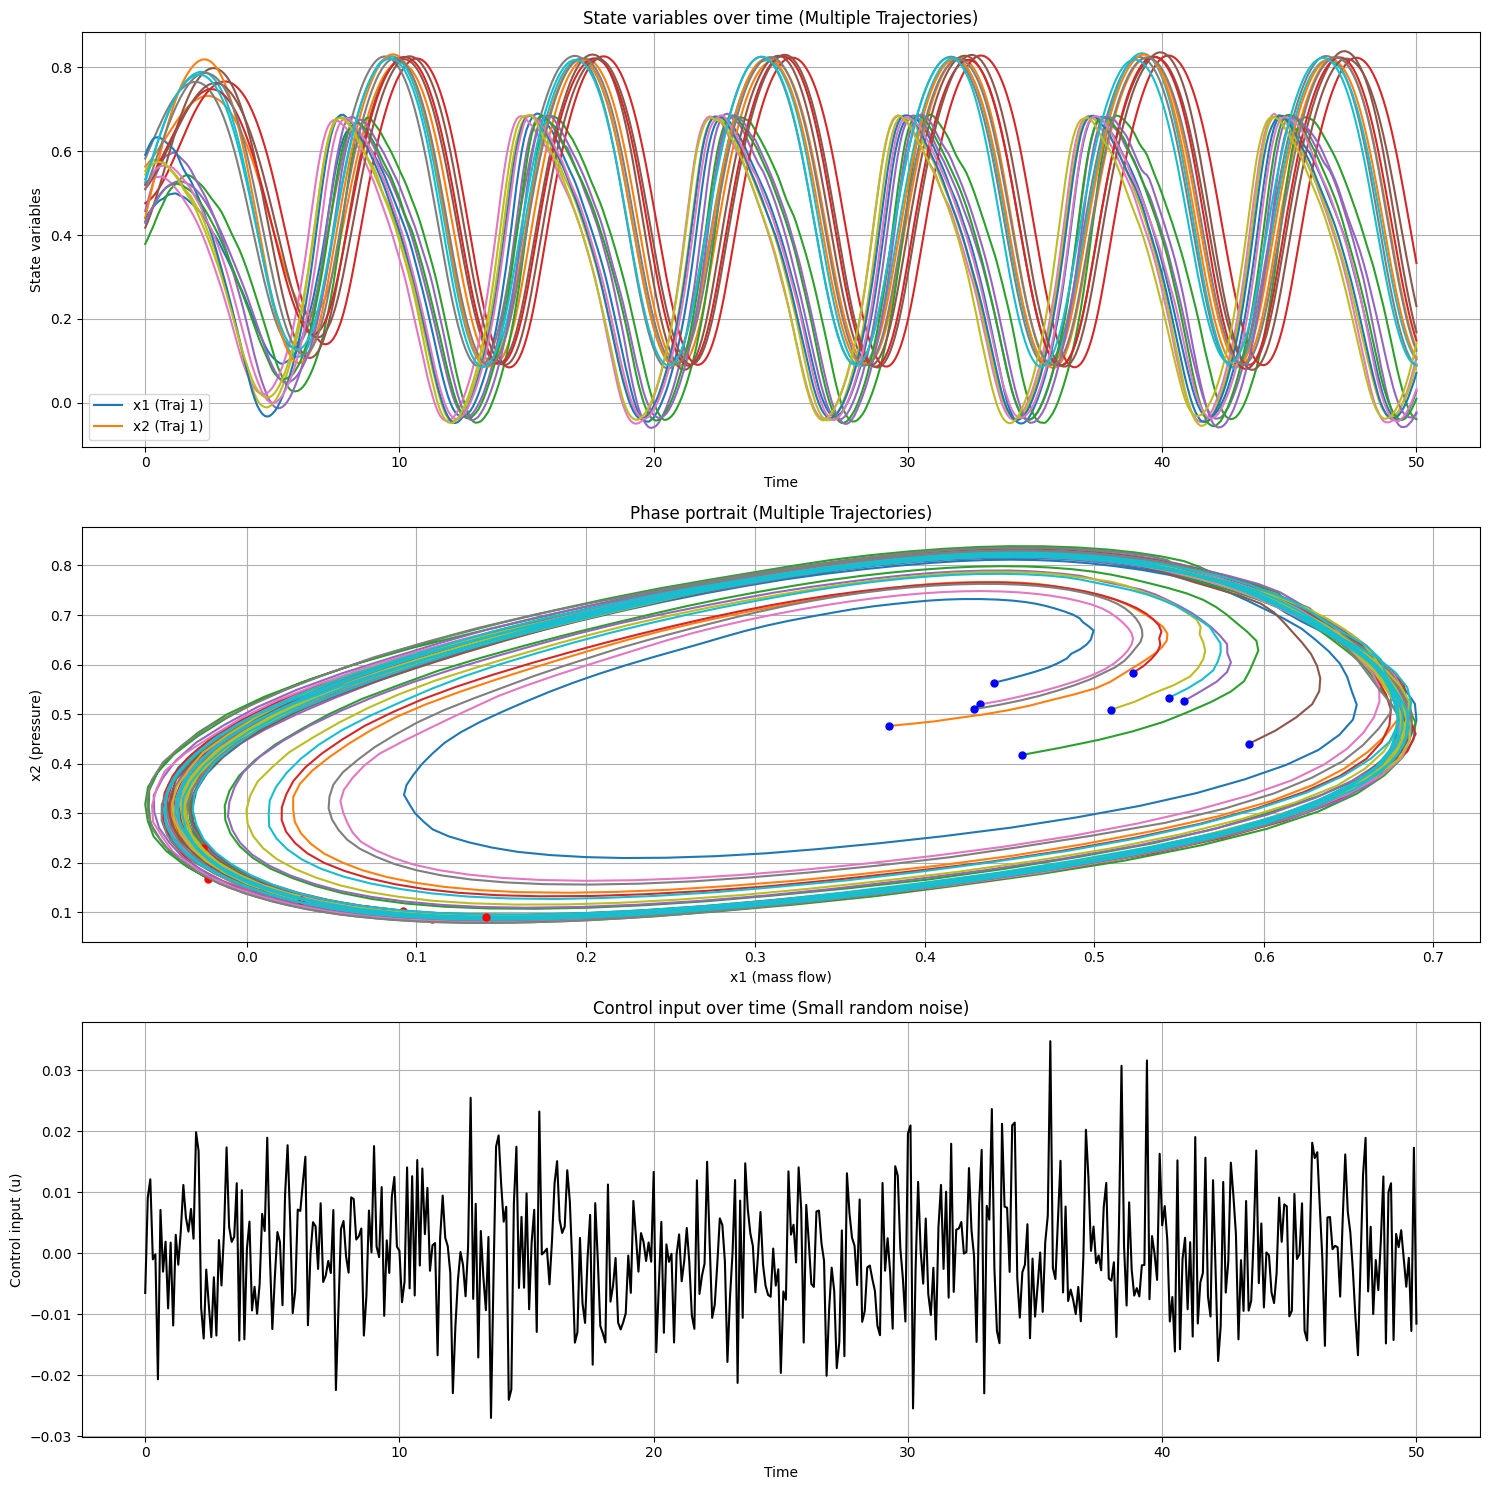 State variables over time (Multiple Trajectories)
State variables
0.8
0.6
0.4
0.2
0.0
x1 (Traj 1)
x2 (Traj 1)
0 10 20 30 40 50
Time
Phase portrait (Multiple Trajectories)
x2 (pressure)
0.8
0.7
0.6
0.5
0.4
0.3
0.2
0.1
0.0 0.1 0.2 0.3 0.4 0.5 0.6 0.7
x1 (mass flow)
Control input over time (Small random noise)
Control input (u)
0.03
0.02
0.01
0.00
−0.01
−0.02
−0.03
0 10 20 30 40 50
Time